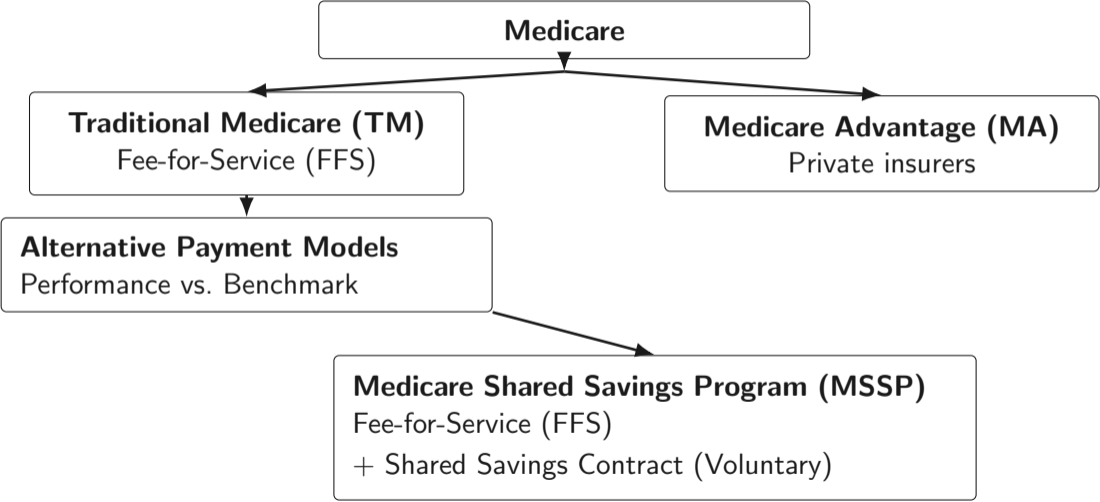 Medicare
Traditional Medicare (TM)
Fee-for-Service (FFS)
Medicare Advantage (MA)
Private insurers
Alternative Payment Models
Performance vs. Benchmark
Medicare Shared Savings Program (MSSP)
Fee-for-Service (FFS)
+ Shared Savings Contract (Voluntary)